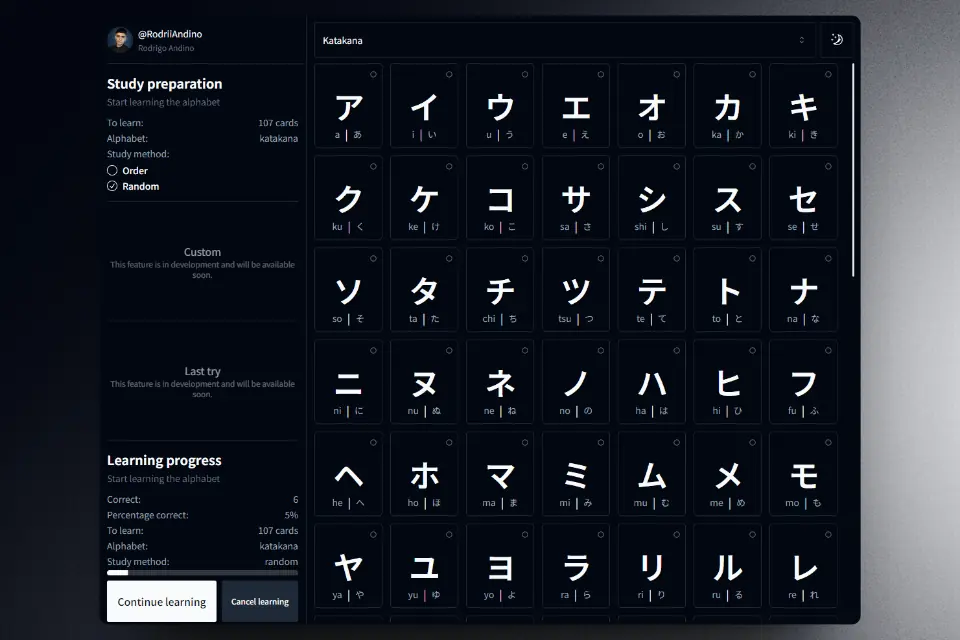 @RodriiAndino
Rodrigo Andino
Study preparation
Start learning the alphabet
To learn: 107 cards
Alphabet: katakana
Study method:
Order
Random
Custom
This feature is in development and will be available
soon.
Last try
This feature is in development and will be available
soon.
Learning progress
Start learning the alphabet
Correct: 6
Percentage correct: 5%
To learn: 107 cards
Alphabet: katakana
Study method: random
Continue learning Cancel learning
Katakana
ア イ ウ エ オ カ キ
a | あ i | い u | う e | え o | お ka | か ki | き
ク ケ コ サ シ ス セ
ku | く ke | け ko | こ sa | さ shi | し su | す se | せ
ソ タ チ ツ テ ト ナ
so | そ ta | た chi | ち tsu | つ te | て to | と na | な
ニ ヌ ネ ノ ハ ヒ フ
ni | に nu | ぬ ne | ね no | の ha | は hi | ひ fu | ふ
ヘ ホ マ ミ ム メ モ
he | へ ho | ほ ma | ま mi | み mu | む me | め mo | も
ヤ ユ ヨ ラ リ ル レ
ya | や yu | ゆ yo | よ ra | ら ri | り ru | る re | れ